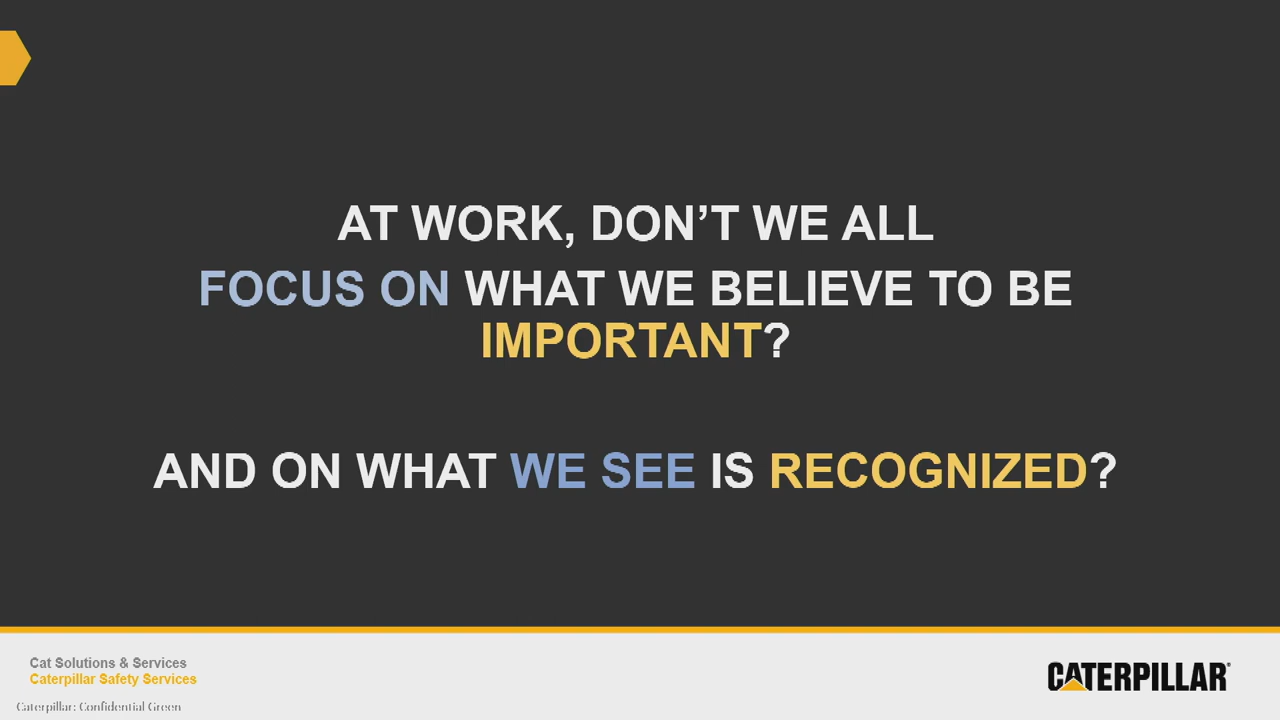 AT WORK, DON’T WE ALL
FOCUS ON WHAT WE BELIEVE TO BE
IMPORTANT?
AND ON WHAT WE SEE IS RECOGNIZED?
Cat Solutions & Services
Caterpillar Safety Services
Caterpillar: Confidential Green
CATERPILLAR®